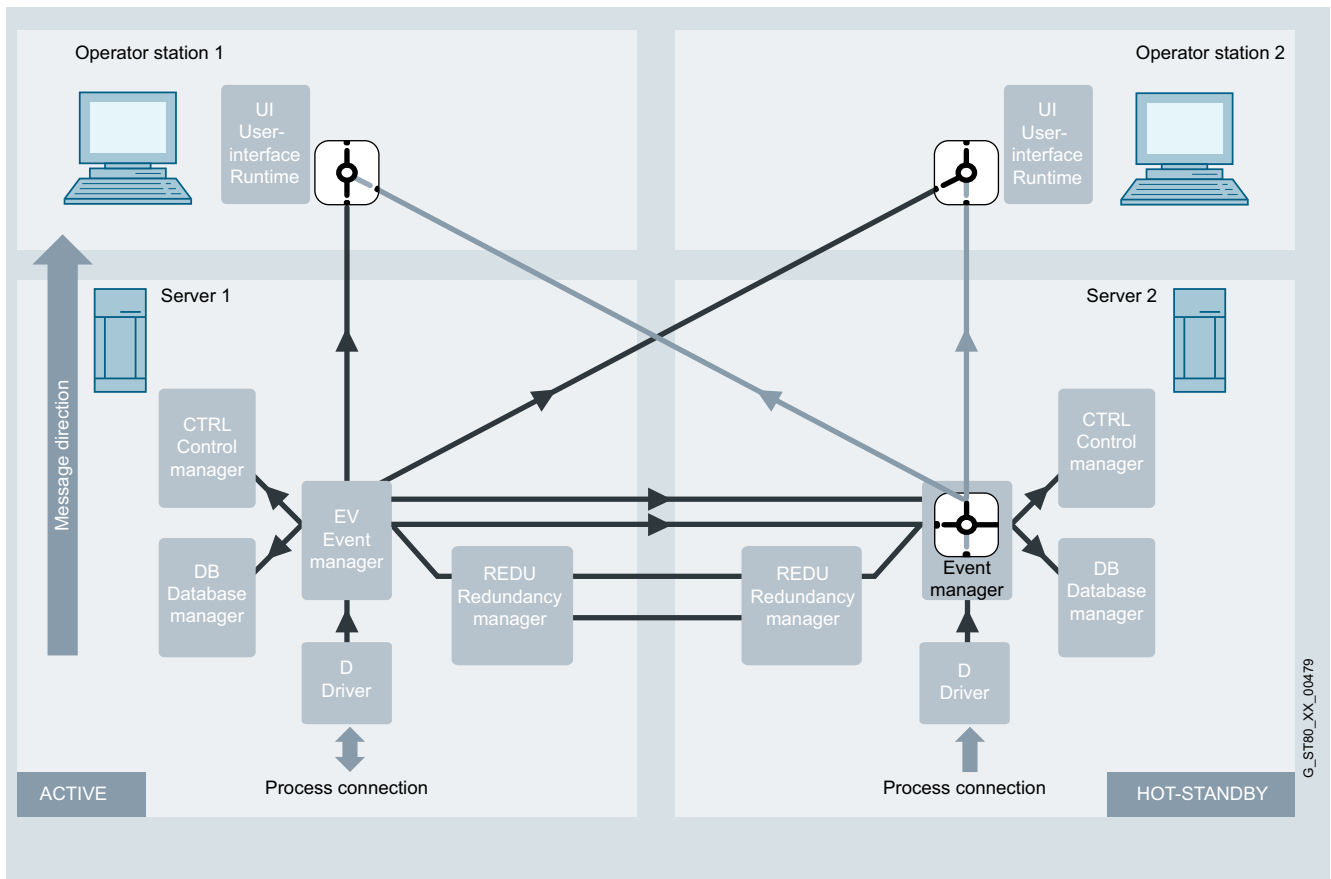 Operator station 1
Operator station 2
UI
User-
interface
Runtime
UI
User-
interface
Runtime
Message direction
Server 1
Server 2
CTRL
Control
manager
DB
Database
manager
EV
Event
manager
REDU
Redundancy
manager
REDU
Redundancy
manager
Event
manager
CTRL
Control
manager
DB
Database
manager
D
Driver
D
Driver
Process connection
Process connection
ACTIVE
HOT-STANDBY
G_ST80_XX_00479